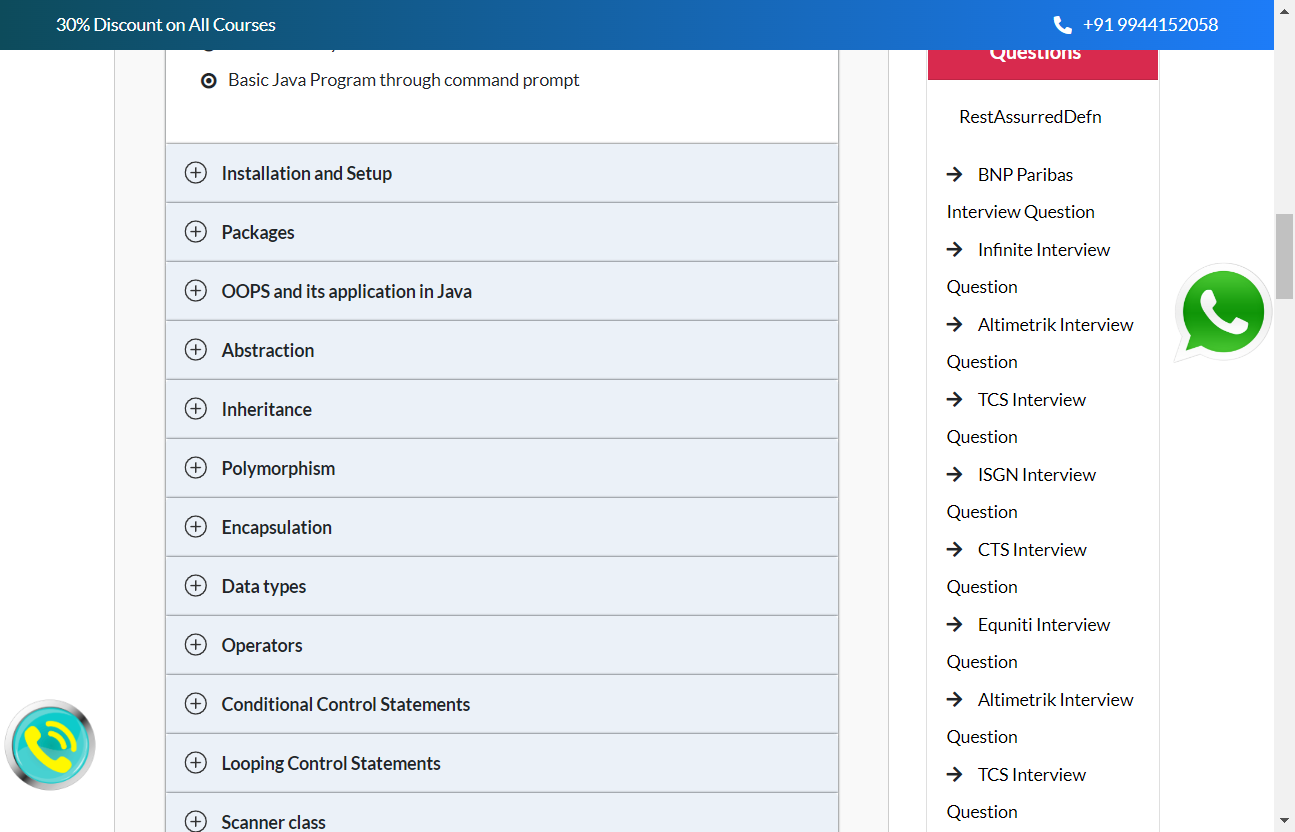 30% Discount on All Courses
+91 9944152058
Basic Java Program through command prompt
Installation and Setup
Packages
OOPS and its application in Java
Abstraction
Inheritance
Polymorphism
Encapsulation
Data types
Operators
Conditional Control Statements
Looping Control Statements
Scanner class
Questions
RestAssurredDefn
BNP Paribas
Interview Question
Infinite Interview
Question
Altimetrik Interview
Question
TCS Interview
Question
ISGN Interview
Question
CTS Interview
Question
Equniti Interview
Question
Altimetrik Interview
Question
TCS Interview
Question